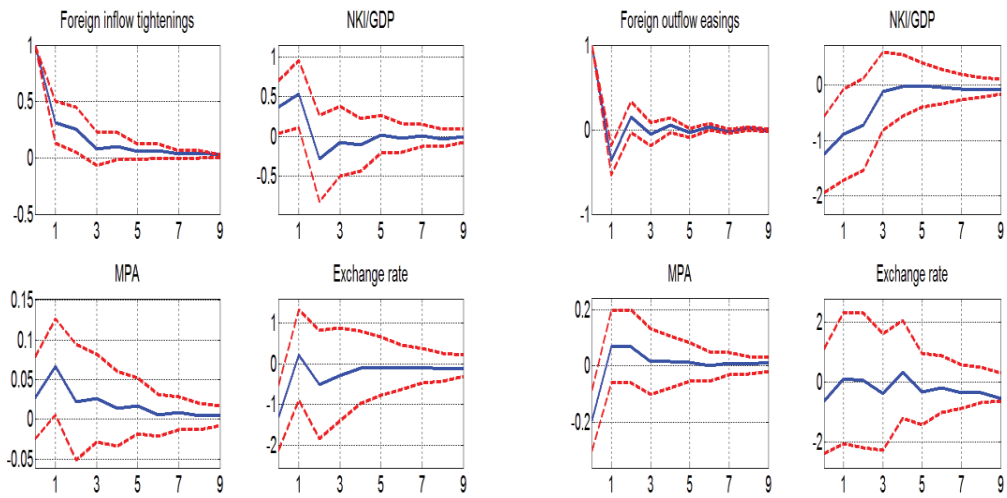 Foreign inflow tightenings
1
0.5
0
-0.5
1 3 5 7 9
NKI/GDP
1
0.5
0
-0.5
1 3 5 7 9
Foreign outflow easings
1
0
-1
1 3 5 7 9
NKI/GDP
0
-1
-2
1 3 5 7 9
MPA
0.15
0.1
0.05
0
-0.05
1 3 5 7 9
Exchange rate
1
0
-1
-2
1 3 5 7 9
MPA
0.2
0
-0.2
1 3 5 7 9
Exchange rate
2
0
-2
1 3 5 7 9